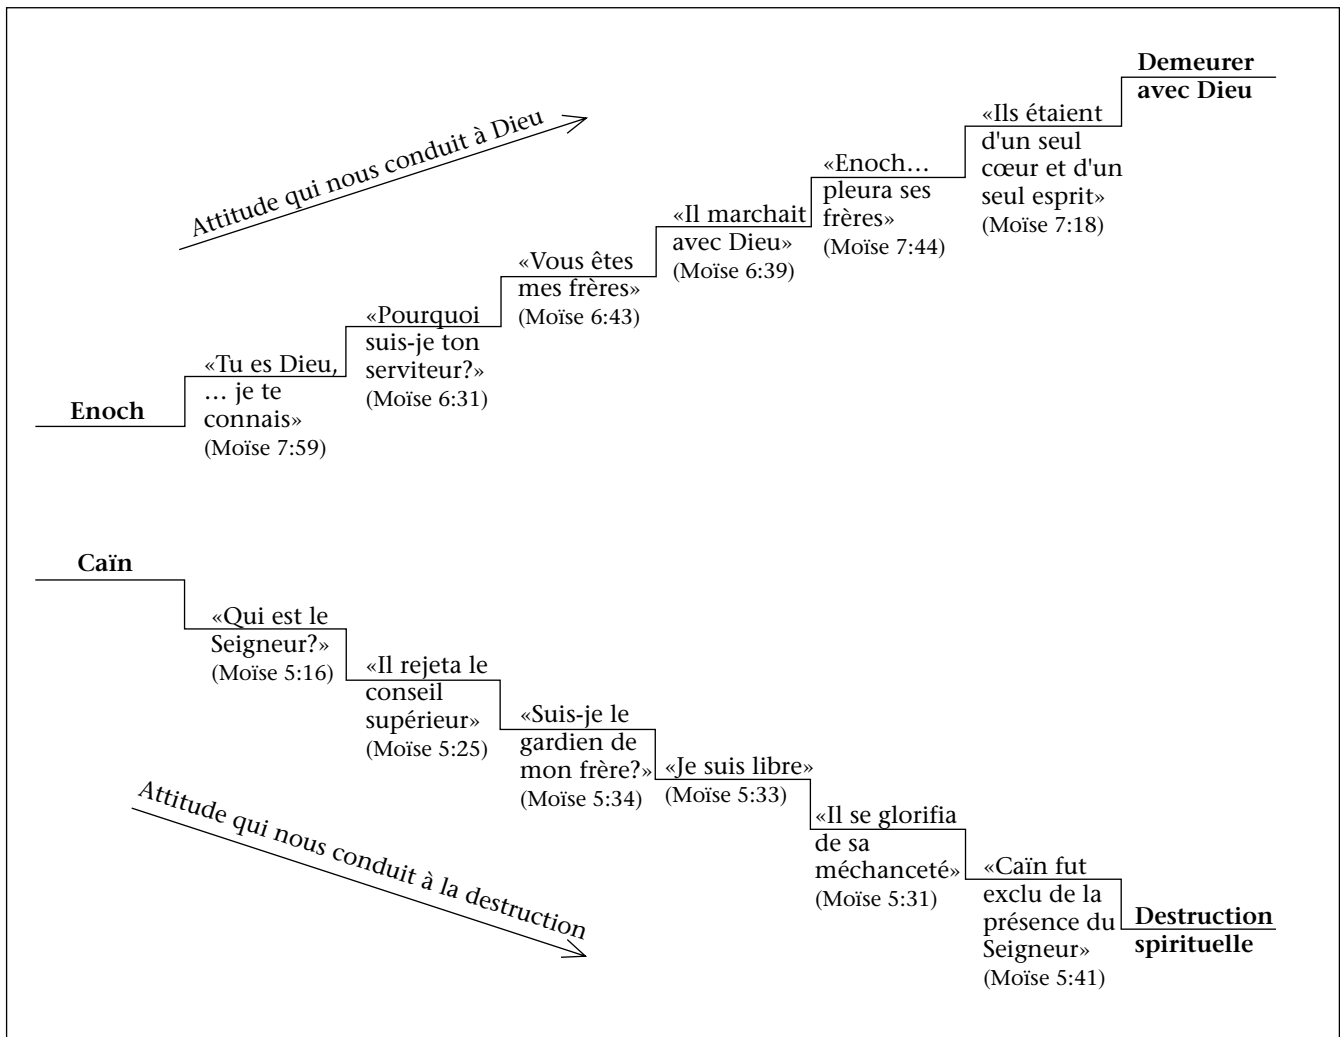 Demeurer
avec Dieu
Attitude qui nous conduit à Dieu
«Ils étaient
d'un seul
cœur et d'un
seul esprit»
(Moïse 7:18)
«Enoch…
pleura ses
frères»
(Moïse 7:44)
«Il marchait
avec Dieu»
(Moïse 6:39)
«Vous êtes
mes frères»
(Moïse 6:43)
«Pourquoi
suis-je ton
serviteur?»
(Moïse 6:31)
«Tu es Dieu,
… je te
connais»
(Moïse 7:59)
Enoch
Caïn
«Qui est le
Seigneur?»
(Moïse 5:16)
«Il rejeta le
conseil
supérieur»
(Moïse 5:25)
«Suis-je le
gardien de
mon frère?»
(Moïse 5:34)
«Je suis libre»
(Moïse 5:33)
«Il se glorifia
de sa
méchanceté»
(Moïse 5:31)
«Caïn fut
exclu de la
présence du
Seigneur»
(Moïse 5:41)
Destruction
spirituelle
Attitude qui nous conduit à la destruction